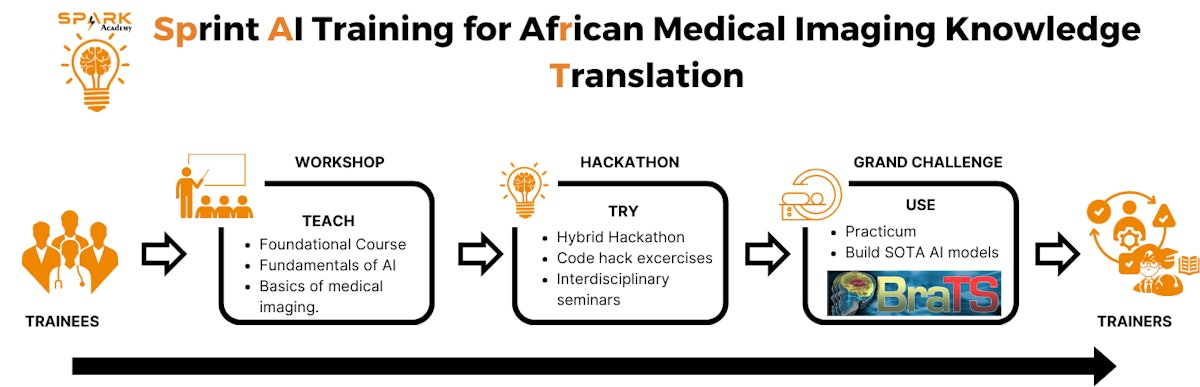 SPARK
Academy
Sprint AI Training for African Medical Imaging Knowledge
Translation
WORKSHOP
TEACH
• Foundational Course
• Fundamentals of AI
• Basics of medical
imaging.
HACKATHON
TRY
• Hybrid Hackathon
• Code hack excercises
• Interdisciplinary
seminars
GRAND CHALLENGE
USE
• Practicum
• Build SOTA AI models
BraTS
TRAINEES
TRAINERS